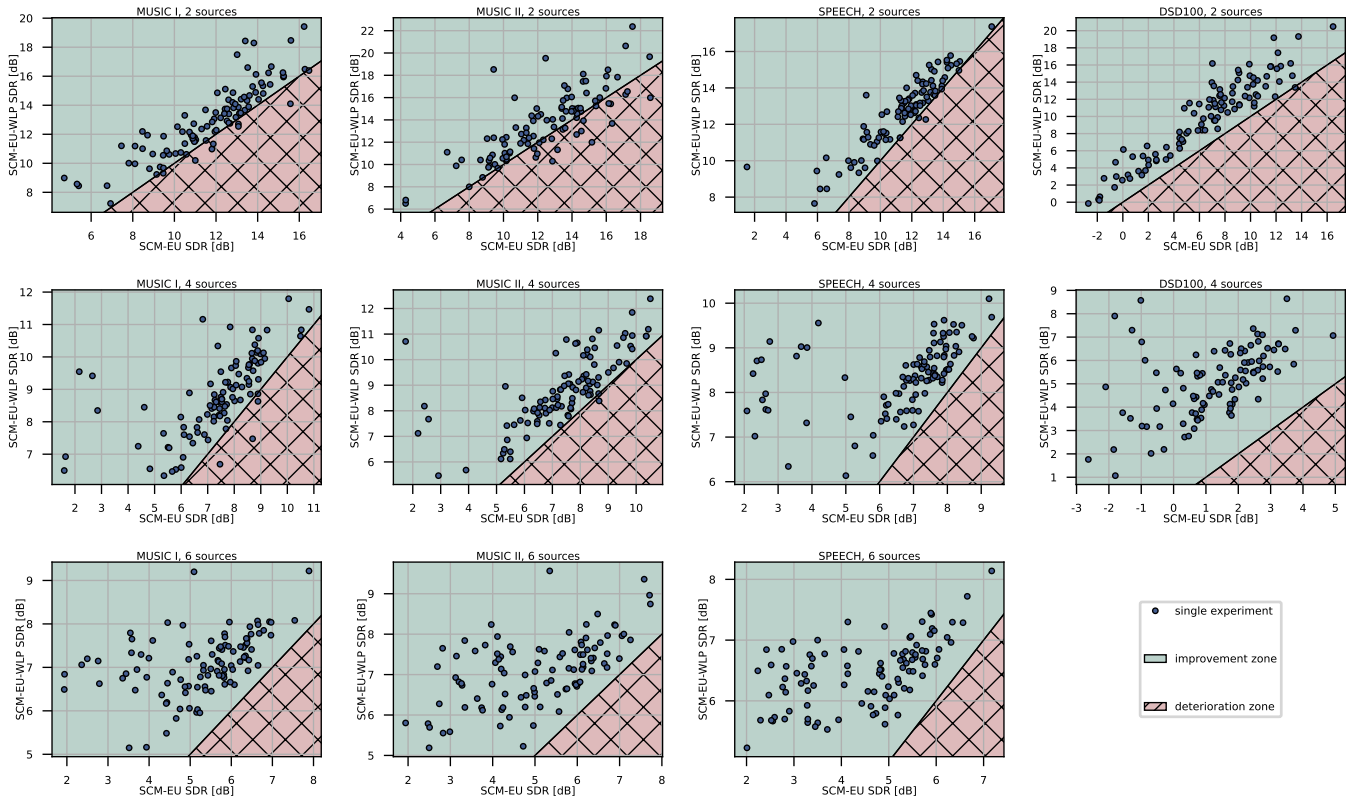 MUSIC I, 2 sources
20
18
16
14
12
10
8
SCM-EU-WLP SDR [dB]
6 8 10 12 14 16
SCM-EU SDR [dB]
MUSIC II, 2 sources
22
20
18
16
14
12
10
8
6
SCM-EU-WLP SDR [dB]
4 6 8 10 12 14 16 18
SCM-EU SDR [dB]
SPEECH, 2 sources
16
14
12
10
8
SCM-EU-WLP SDR [dB]
2 4 6 8 10 12 14 16
SCM-EU SDR [dB]
DSD100, 2 sources
20
18
16
14
12
10
8
6
4
2
0
SCM-EU-WLP SDR [dB]
-2 0 2 4 6 8 10 12 14 16
SCM-EU SDR [dB]
MUSIC I, 4 sources
12
11
10
9
8
7
SCM-EU-WLP SDR [dB]
2 3 4 5 6 7 8 9 10 11
SCM-EU SDR [dB]
MUSIC II, 4 sources
12
11
10
9
8
7
6
SCM-EU-WLP SDR [dB]
2 3 4 5 6 7 8 9 10
SCM-EU SDR [dB]
SPEECH, 4 sources
10
9
8
7
6
SCM-EU-WLP SDR [dB]
2 3 4 5 6 7 8 9
SCM-EU SDR [dB]
DSD100, 4 sources
9
8
7
6
5
4
3
2
1
SCM-EU-WLP SDR [dB]
-3 -2 -1 0 1 2 3 4 5
SCM-EU SDR [dB]
MUSIC I, 6 sources
9
8
7
6
5
SCM-EU-WLP SDR [dB]
2 3 4 5 6 7 8
SCM-EU SDR [dB]
MUSIC II, 6 sources
9
8
7
6
5
SCM-EU-WLP SDR [dB]
2 3 4 5 6 7 8
SCM-EU SDR [dB]
SPEECH, 6 sources
8
7
6
SCM-EU-WLP SDR [dB]
2 3 4 5 6 7
SCM-EU SDR [dB]
single experiment
improvement zone
deterioration zone